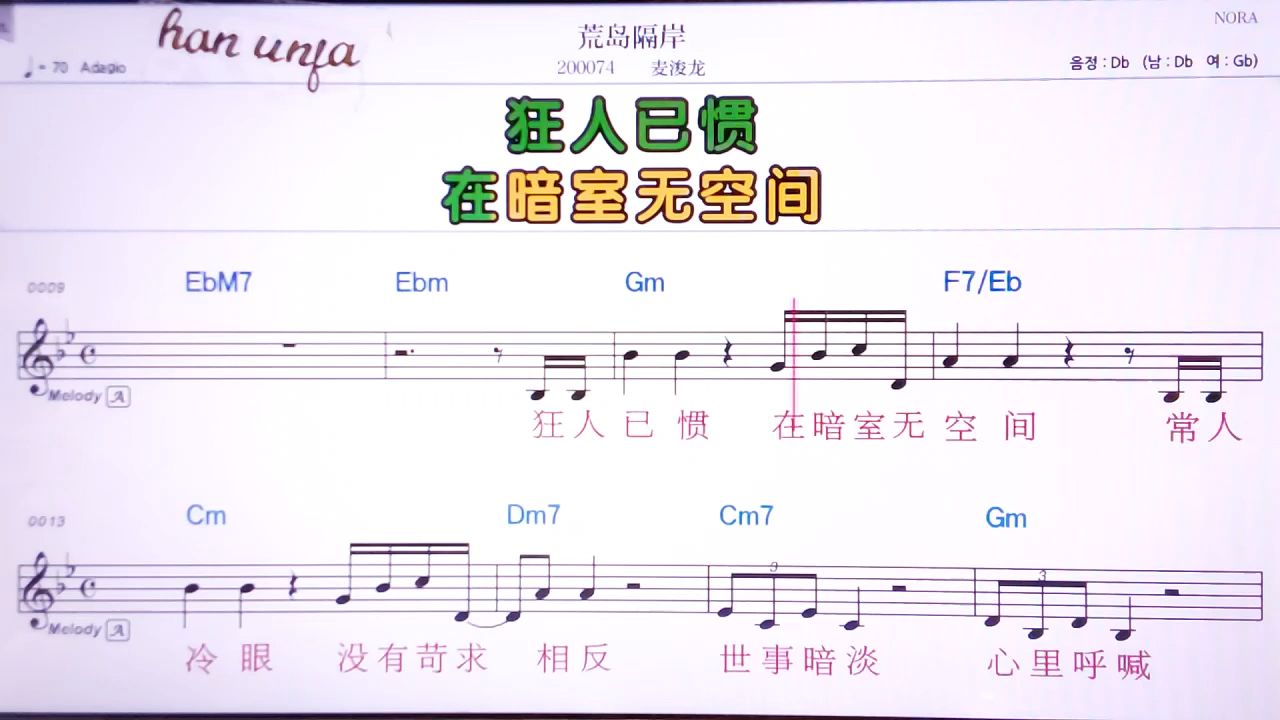 NORA
han unfa
荒岛隔岸
♩= 70 Adagio
200074 麦浚龙
음정 : Db (남 : Db 여 : Gb)
狂人已惯
在暗室无空间
0009 EbM7 Ebm Gm F7/Eb
Melody A
狂人已惯 在暗室无空间 常人
0013 Cm Dm7 Cm7 Gm
3 3
Melody A
冷眼 没有苛求 相反 世事暗淡 心里呼喊